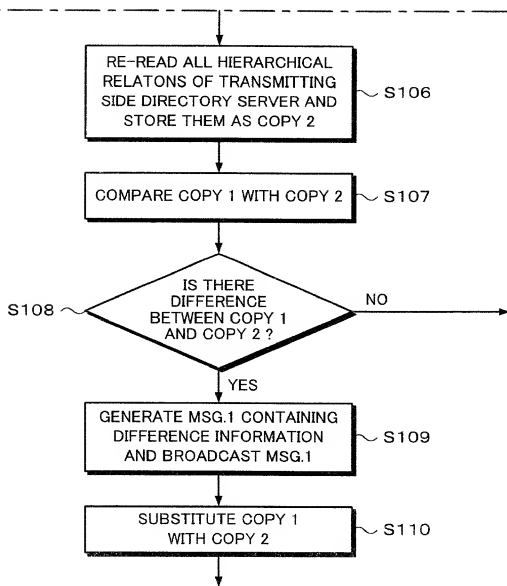 RE-READ ALL HIERARCHICAL
RELATONS OF TRANSMITTING
SIDE DIRECTORY SERVER AND
STORE THEM AS COPY 2
S106
COMPARE COPY 1 WITH COPY 2
S107
IS THERE
DIFFERENCE
BETWEEN COPY 1
AND COPY 2 ?
S108
NO
YES
GENERATE MSG.1 CONTAINING
DIFFERENCE INFORMATION
AND BROADCAST MSG.1
S109
SUBSTITUTE COPY 1
WITH COPY 2
S110